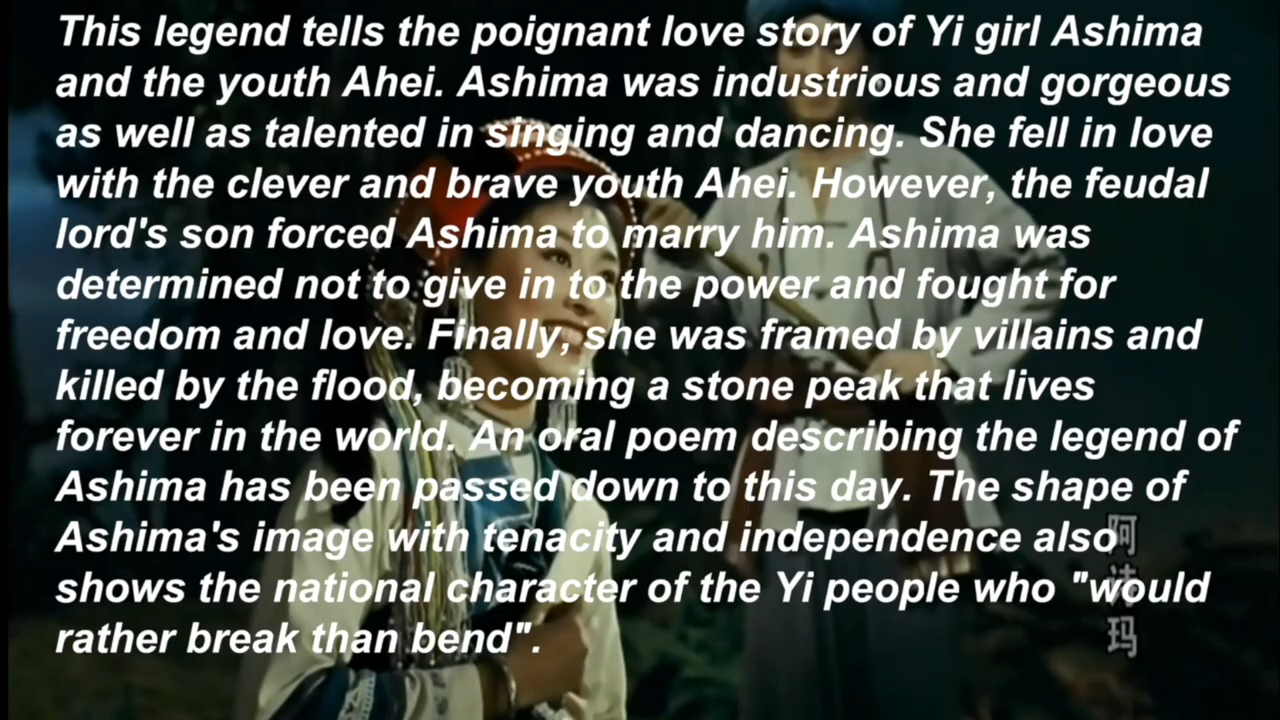 This legend tells the poignant love story of Yi girl Ashima
and the youth Ahei. Ashima was industrious and gorgeous
as well as talented in singing and dancing. She fell in love
with the clever and brave youth Ahei. However, the feudal
lord's son forced Ashima to marry him. Ashima was
determined not to give in to the power and fought for
freedom and love. Finally, she was framed by villains and
killed by the flood, becoming a stone peak that lives
forever in the world. An oral poem describing the legend of
Ashima has been passed down to this day. The shape of
Ashima's image with tenacity and independence also
shows the national character of the Yi people who "would
rather break than bend".
阿诗玛